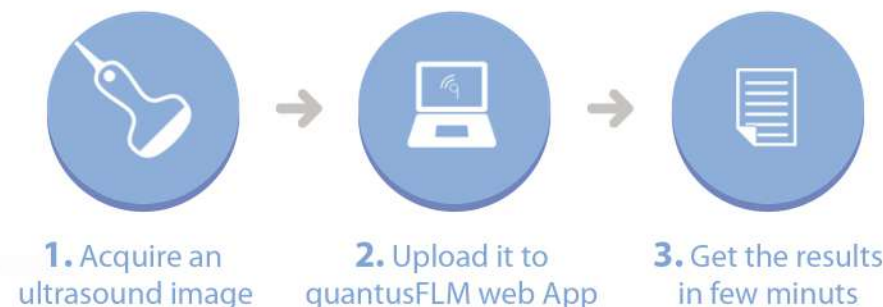 1. Acquire an
ultrasound image
2. Upload it to
quantusFLM web App
3. Get the results
in few minuts